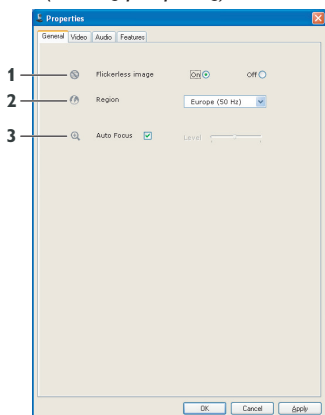 Properties
General Video Audio Features
1 Flickerless image On Off
2 Region Europe (50 Hz)
3 Auto Focus Level
OK Cancel Apply